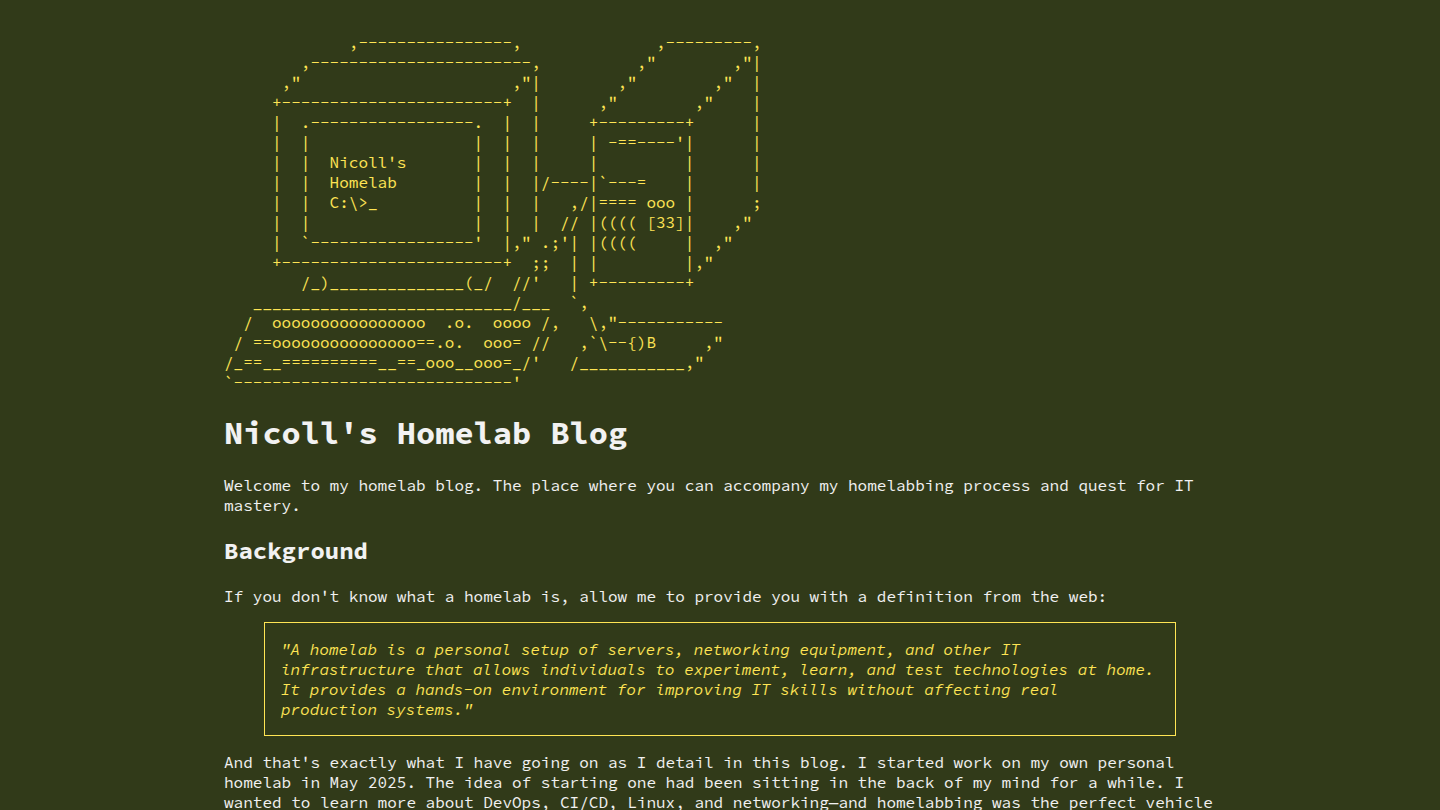 Nicoll's
Homelab
C:\>_
ooo
[33]
Nicoll's Homelab Blog
Welcome to my homelab blog. The place where you can accompany my homelabbing process and quest for IT
mastery.
Background
If you don't know what a homelab is, allow me to provide you with a definition from the web:
"A homelab is a personal setup of servers, networking equipment, and other IT
infrastructure that allows individuals to experiment, learn, and test technologies at home.
It provides a hands-on environment for improving IT skills without affecting real
production systems."
And that's exactly what I have going on as I detail in this blog. I started work on my own personal
homelab in May 2025. The idea of starting one had been sitting in the back of my mind for a while. I
wanted to learn more about DevOps, CI/CD, Linux, and networking—and homelabbing was the perfect vehicle